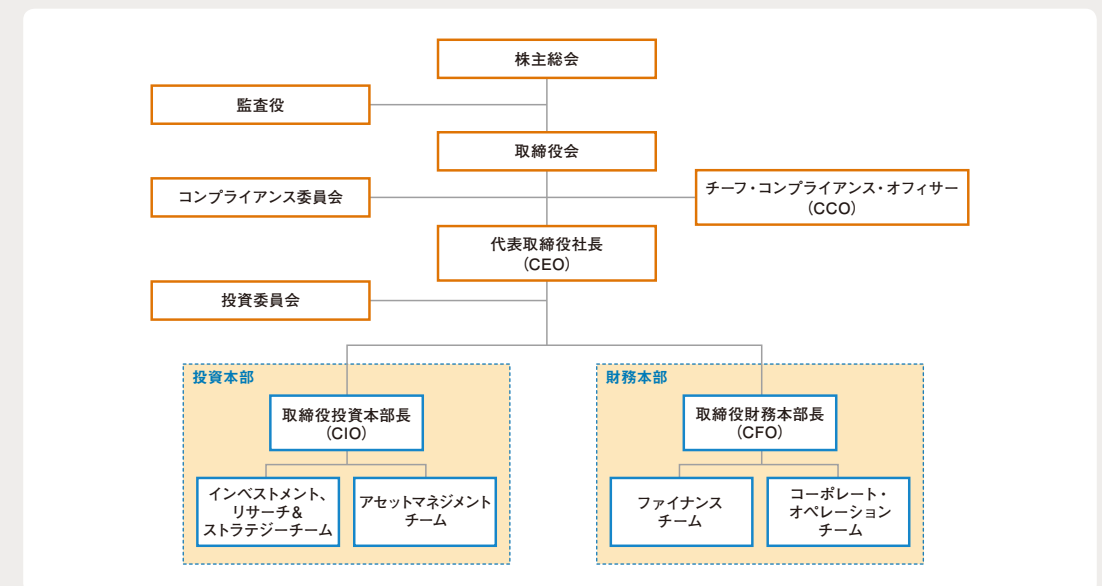 株主総会
監査役
取締役会
コンプライアンス委員会
チーフ・コンプライアンス・オフィサー
（CCO）
代表取締役社長
（CEO）
投資委員会
投資本部
取締役投資本部長
（CIO）
インベストメント、
リサーチ＆
ストラテジーチーム
アセットマネジメント
チーム
財務本部
取締役財務本部長
（CFO）
ファイナンス
チーム
コーポレート・
オペレーション
チーム